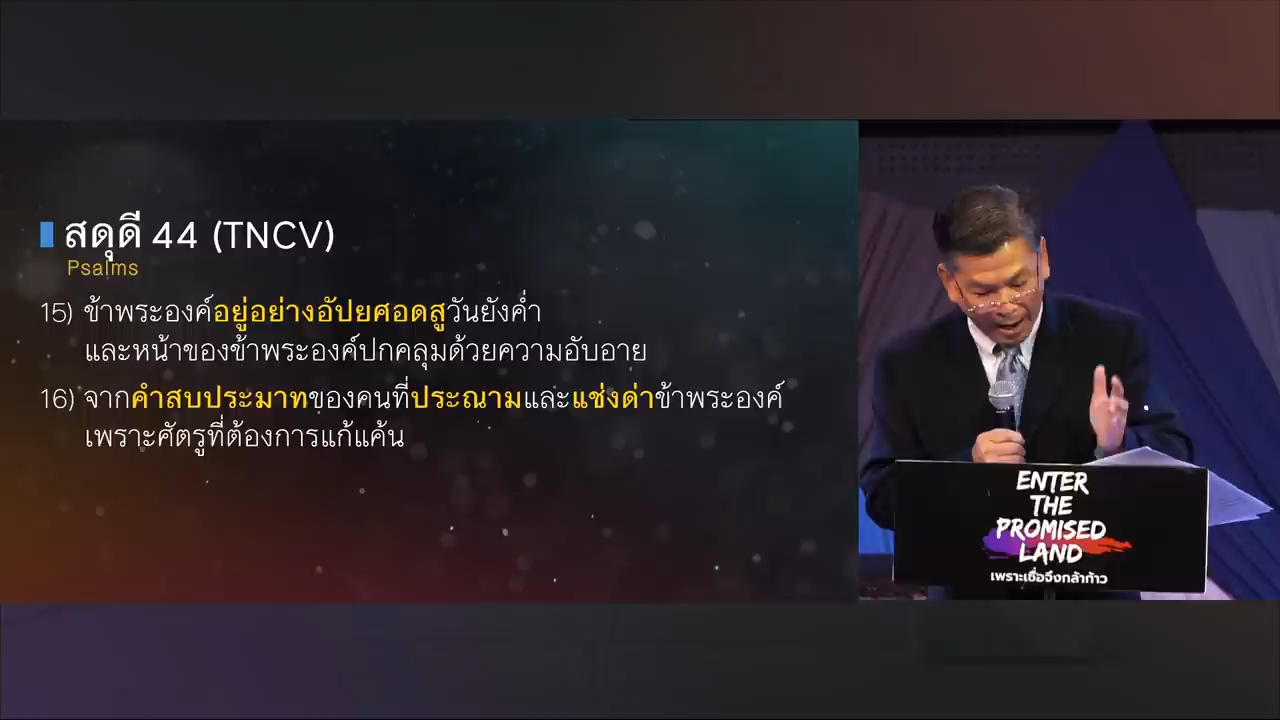 สดุดี 44 (TNCV)
Psalms
15) ข้าพระองค์อยู่อย่างอัปยศอดสูวันยังค่ำ
และหน้าของข้าพระองค์ปกคลุมด้วยความอับอาย
16) จากคำสบประมาทของคนที่ประณามและแช่งด่าข้าพระองค์
เพราะศัตรูที่ต้องการแก้แค้น
ENTER
THE
PROMISED
LAND
เพราะเชื่อจึงกล้าก้าว